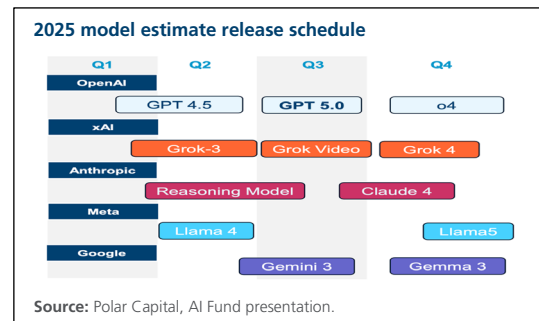 2025 model estimate release schedule
Q1 Q2 Q3 Q4
OpenAI
GPT 4.5 GPT 5.0 o4
xAI
Grok-3 Grok Video Grok 4
Anthropic
Reasoning Model Claude 4
Meta
Llama 4 Llama5
Google
Gemini 3 Gemma 3
Source: Polar Capital, AI Fund presentation.